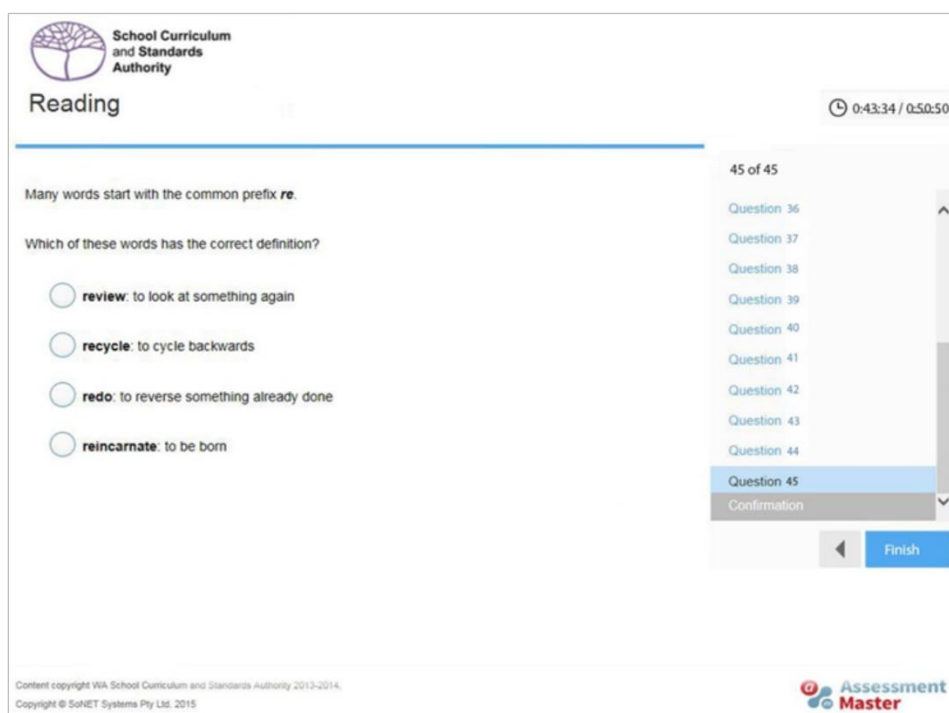 School Curriculum
and Standards
Authority
Reading
0:43:34 / 0:50:50
45 of 45
Many words start with the common prefix re.
Question 36
Which of these words has the correct definition?
Question 37
Question 38
review: to look at something again
Question 39
Question 40
recycle: to cycle backwards
Question 41
redo: to reverse something already done
Question 42
Question 43
reincarnate: to be born
Question 44
Question 45
Confirmation
Finish
Content copyright WA School Curriculum and Standards Authority 2013-2014.
Copyright © SoNET Systems Pty Ltd. 2015
Assessment
Master